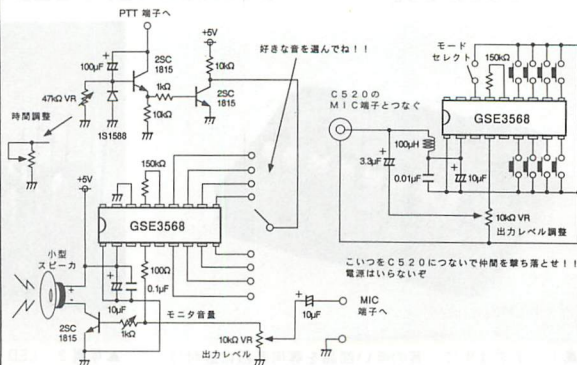 PTT 端子へ
+5V
100μF
2SC
1815
10kΩ
47kΩ VR
1kΩ
2SC
1815
1S1588
10kΩ
時間調整
+5V
150kΩ
GSE3568
小型
スピーカ
+
-
100Ω
0.1μF
10μF
2SC
1815
1kΩ
モニタ音量
10kΩ VR
出力レベル
10μF
MIC
端子へ
好きな音を選んでね!!
モード
セレクト
150kΩ
C520の
MIC端子とつなぐ
GSE3568
100μH
3.3μF
0.01μF
10μF
10kΩ VR
出力レベル調整
こいつをC520につないで仲間を撃ち落とせ!!
電源はいらないぞ